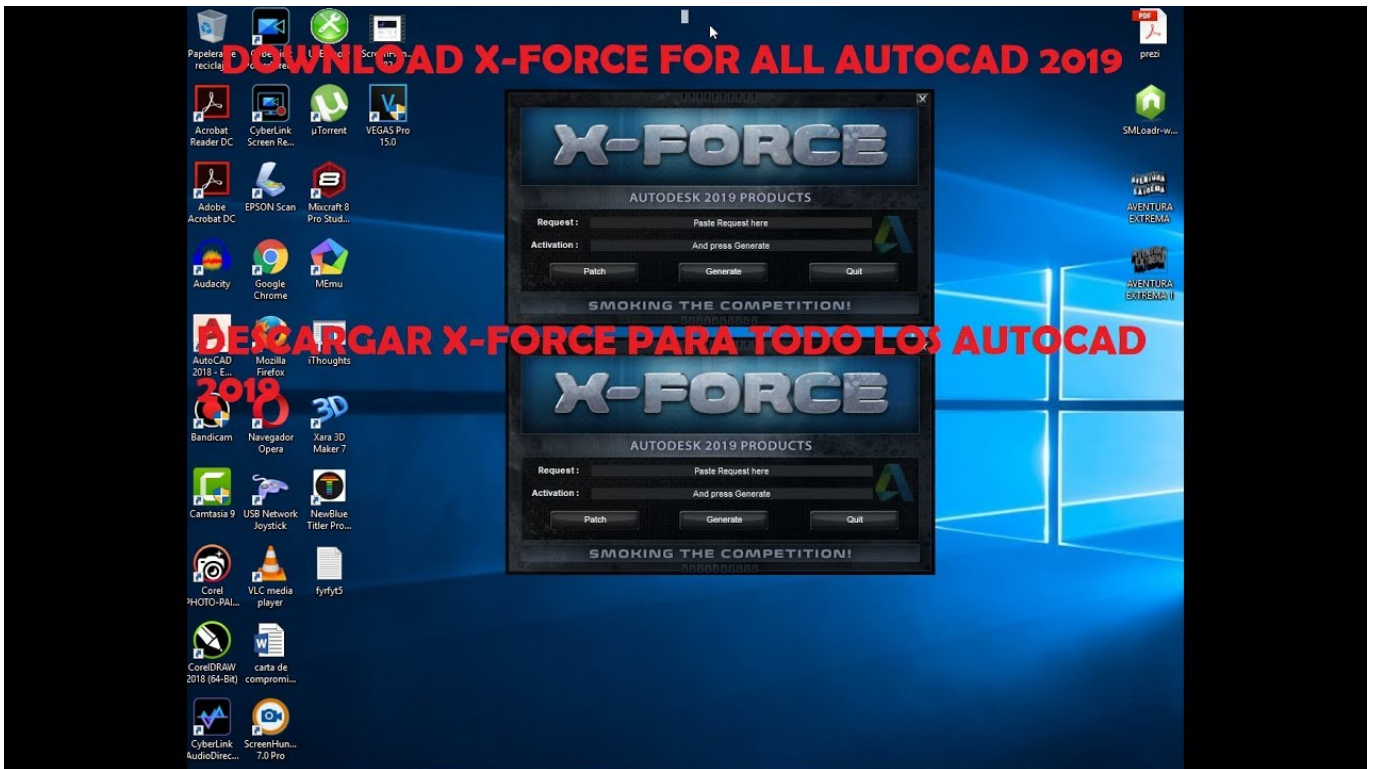 DOWNLOAD X-FORCE FOR ALL AUTOCAD 2019
X-FORCE
AUTODESK 2019 PRODUCTS
Request :
Paste Request here
Activation :
And press Generate
Patch
Generate
Quit
SMOKING THE COMPETITION!
DESCARGAR X-FORCE PARA TODO LOS AUTOCAD
2018
X-FORCE
AUTODESK 2019 PRODUCTS
Request :
Paste Request here
Activation :
And press Generate
Patch
Generate
Quit
SMOKING THE COMPETITION!
Acrobat
Reader DC
CyberLink
Screen Re...
µTorrent
VEGAS Pro
15.0
Adobe
Acrobat DC
EPSON Scan
Mixcraft 8
Pro Stud...
Audacity
Google
Chrome
MEmu
AutoCAD
2018 - E...
Mozilla
Firefox
iThoughts
Bandicam
Navegador
Opera
Xara 3D
Maker 7
Camtasia 9
USB Network
Joystick
NewBlue
Titler Pro...
Corel
PHOTO-PAI...
VLC media
player
fyrfyt5
CorelDRAW
2018 (64-Bit)
carta de
compromi...
CyberLink
AudioDirec...
ScreenHun...
7.0 Pro
PDF
prezi
SMLoadr-w...
AVENTURA
EXTREMA
AVENTURA
EXTREMA 1